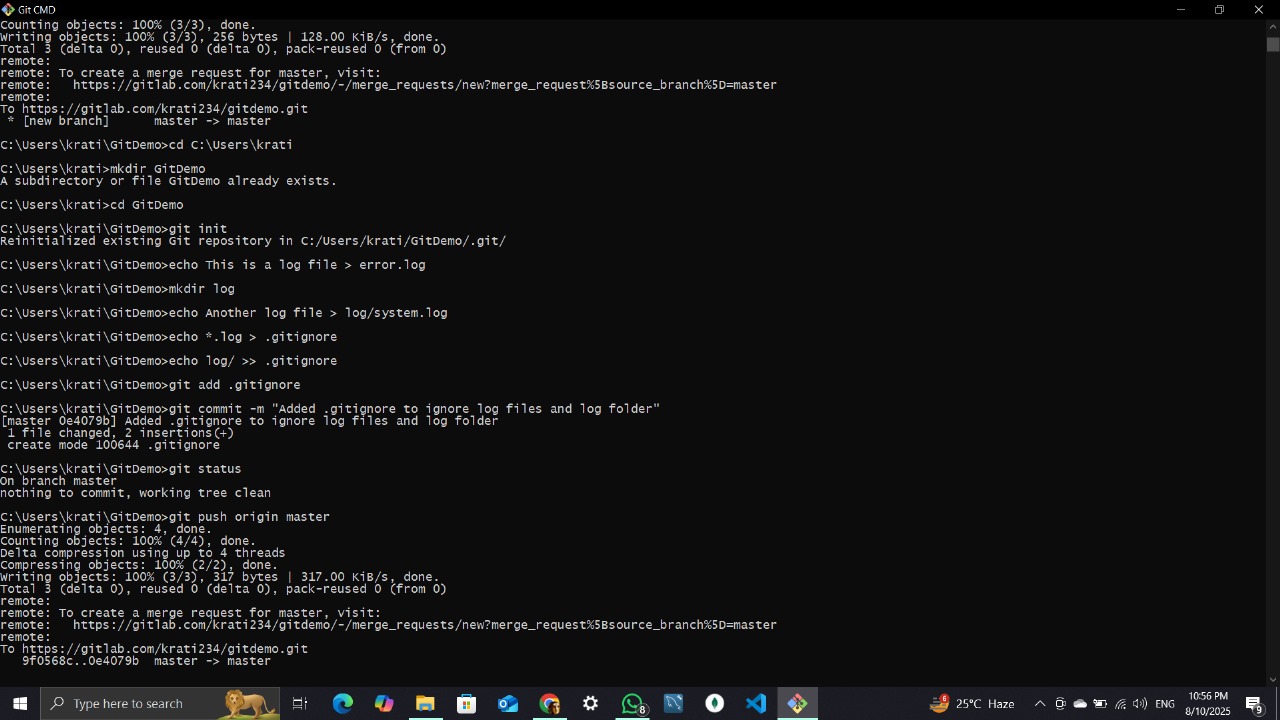 Git CMD
Counting objects: 100% (3/3), done.
Writing objects: 100% (3/3), 256 bytes | 128.00 KiB/s, done.
Total 3 (delta 0), reused 0 (delta 0), pack-reused 0 (from 0)
remote:
remote: To create a merge request for master, visit:
remote:   https://gitlab.com/krati234/gitdemo/-/merge_requests/new?merge_request%5Bsource_branch%5D=master
remote:
To https://gitlab.com/krati234/gitdemo.git
 * [new branch]      master -> master
C:\Users\krati\GitDemo>cd C:\Users\krati
C:\Users\krati>mkdir GitDemo
A subdirectory or file GitDemo already exists.
C:\Users\krati>cd GitDemo
C:\Users\krati\GitDemo>git init
Reinitialized existing Git repository in C:/Users/krati/GitDemo/.git/
C:\Users\krati\GitDemo>echo This is a log file > error.log
C:\Users\krati\GitDemo>mkdir log
C:\Users\krati\GitDemo>echo Another log file > log/system.log
C:\Users\krati\GitDemo>echo *.log > .gitignore
C:\Users\krati\GitDemo>echo log/ >> .gitignore
C:\Users\krati\GitDemo>git add .gitignore
C:\Users\krati\GitDemo>git commit -m "Added .gitignore to ignore log files and log folder"
[master 0e4079b] Added .gitignore to ignore log files and log folder
 1 file changed, 2 insertions(+)
 create mode 100644 .gitignore
C:\Users\krati\GitDemo>git status
On branch master
nothing to commit, working tree clean
C:\Users\krati\GitDemo>git push origin master
Enumerating objects: 4, done.
Counting objects: 100% (4/4), done.
Delta compression using up to 4 threads
Compressing objects: 100% (2/2), done.
Writing objects: 100% (3/3), 317 bytes | 317.00 KiB/s, done.
Total 3 (delta 0), reused 0 (delta 0), pack-reused 0 (from 0)
remote:
remote: To create a merge request for master, visit:
remote:   https://gitlab.com/krati234/gitdemo/-/merge_requests/new?merge_request%5Bsource_branch%5D=master
remote:
To https://gitlab.com/krati234/gitdemo.git
   9f0568c..0e4079b  master -> master
Type here to search
8
6
25°C Haze
ENG
10:56 PM
8/10/2025
9